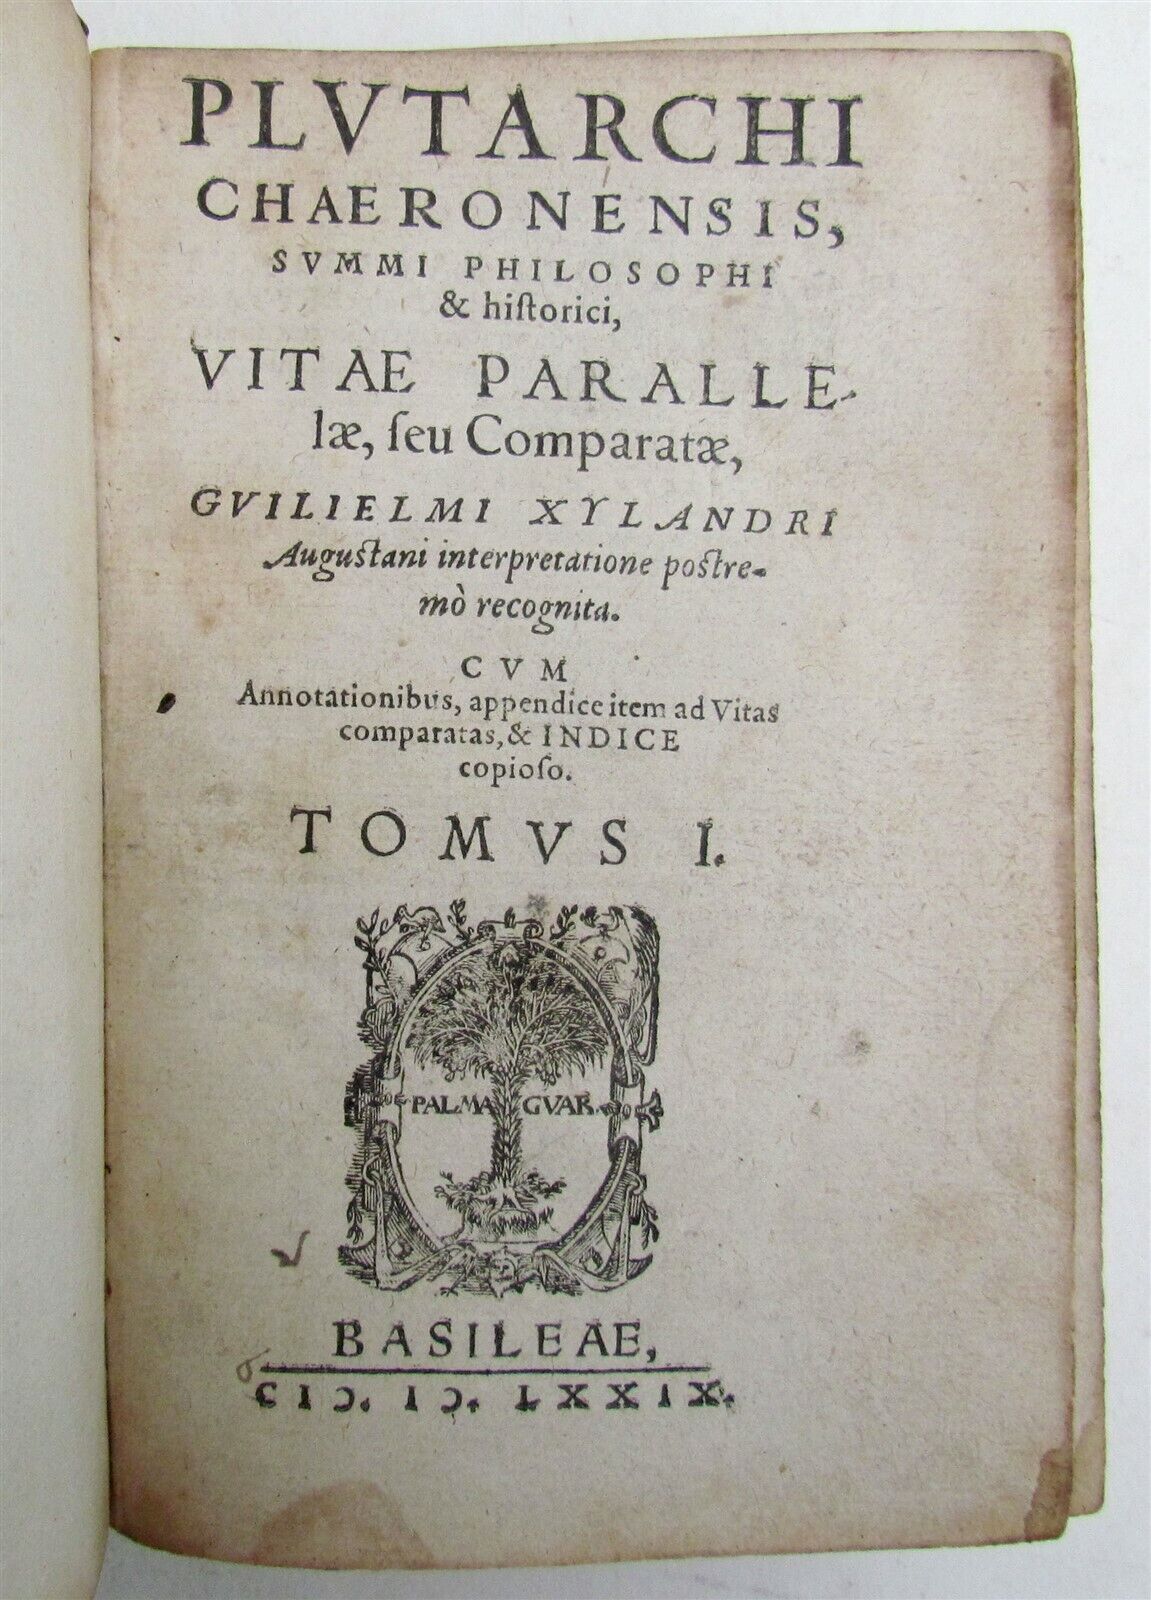 PLVTARCHI
CHAERONENSIS,
SVMMI PHILOSOPHI
& hiſtorici,
VITAE PARALLE-
læ, ſeu Comparatæ,
GVILIELMI XYLANDRI
Auguſtani interpretatione poſtre-
mò recognita.
CVM
Annotationibus, appendice item ad Vitas
comparatas, & INDICE
copioſo.
TOMVS I.
PALMA GVAR.
BASILEAE,
CIↃ. IↃ. LXXIX.